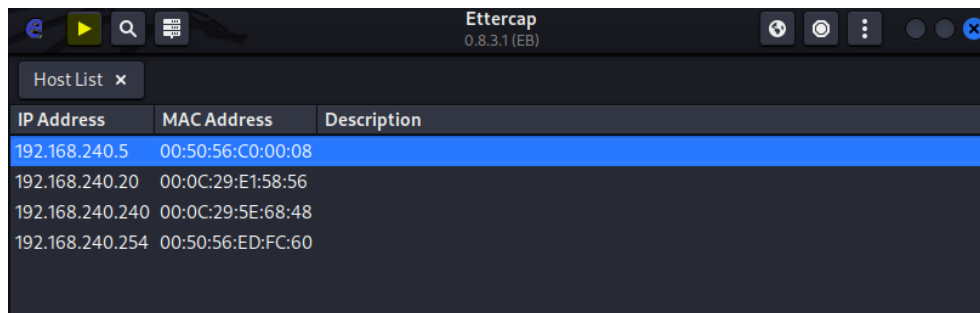 Ettercap
0.8.3.1 (EB)
Host List ×
IP Address MAC Address Description
192.168.240.5 00:50:56:C0:00:08
192.168.240.20 00:0C:29:E1:58:56
192.168.240.240 00:0C:29:5E:68:48
192.168.240.254 00:50:56:ED:FC:60